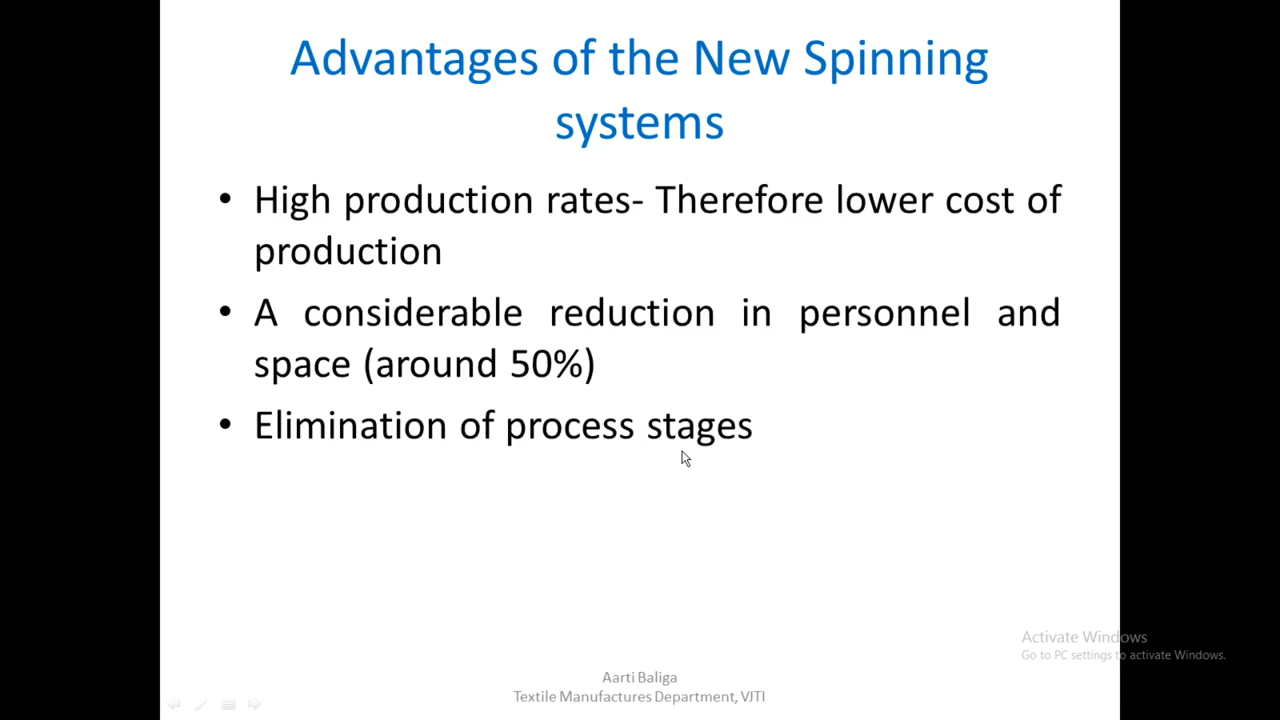 Advantages of the New Spinning
systems
• High production rates- Therefore lower cost of
production
• A considerable reduction in personnel and
space (around 50%)
• Elimination of process stages
Activate Windows
Go to PC settings to activate Windows.
Aarti Baliga
Textile Manufactures Department, VJTI